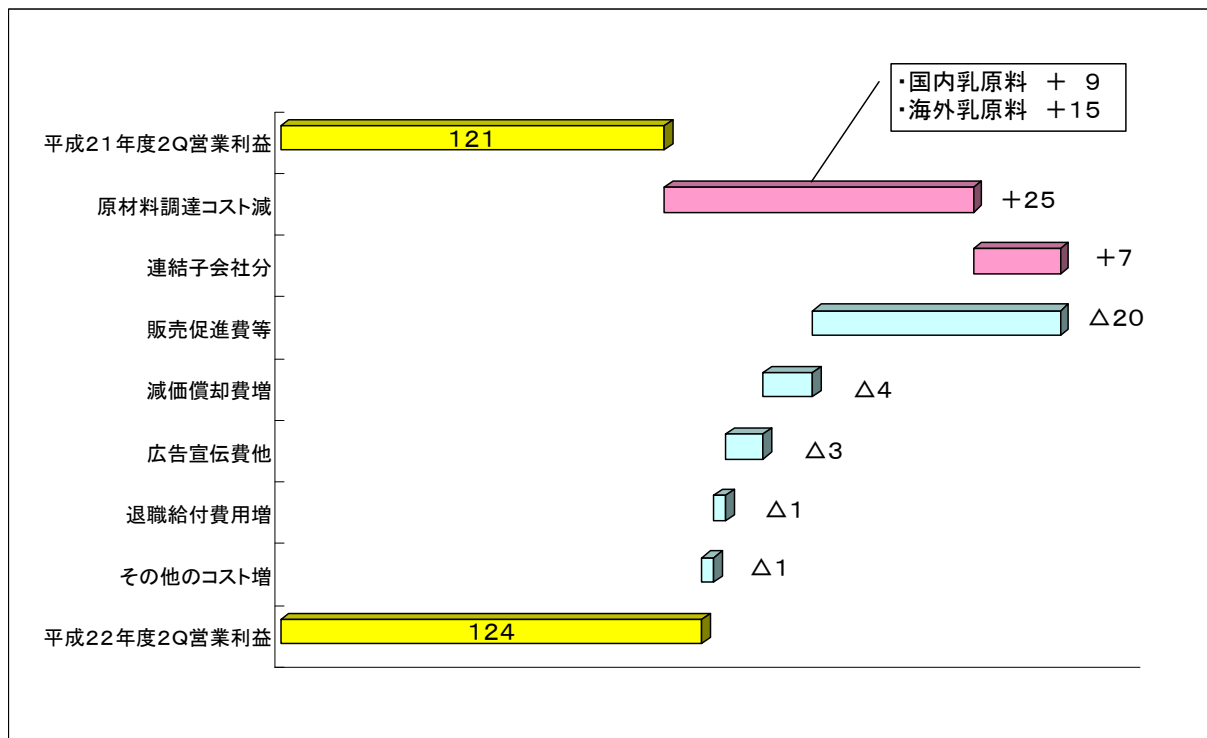 ・国内乳原料 ＋ 9
・海外乳原料 ＋15
平成21年度2Q営業利益
121
原材料調達コスト減
＋25
連結子会社分
＋7
販売促進費等
△20
減価償却費増
△4
広告宣伝費他
△3
退職給付費用増
△1
その他のコスト増
△1
平成22年度2Q営業利益
124